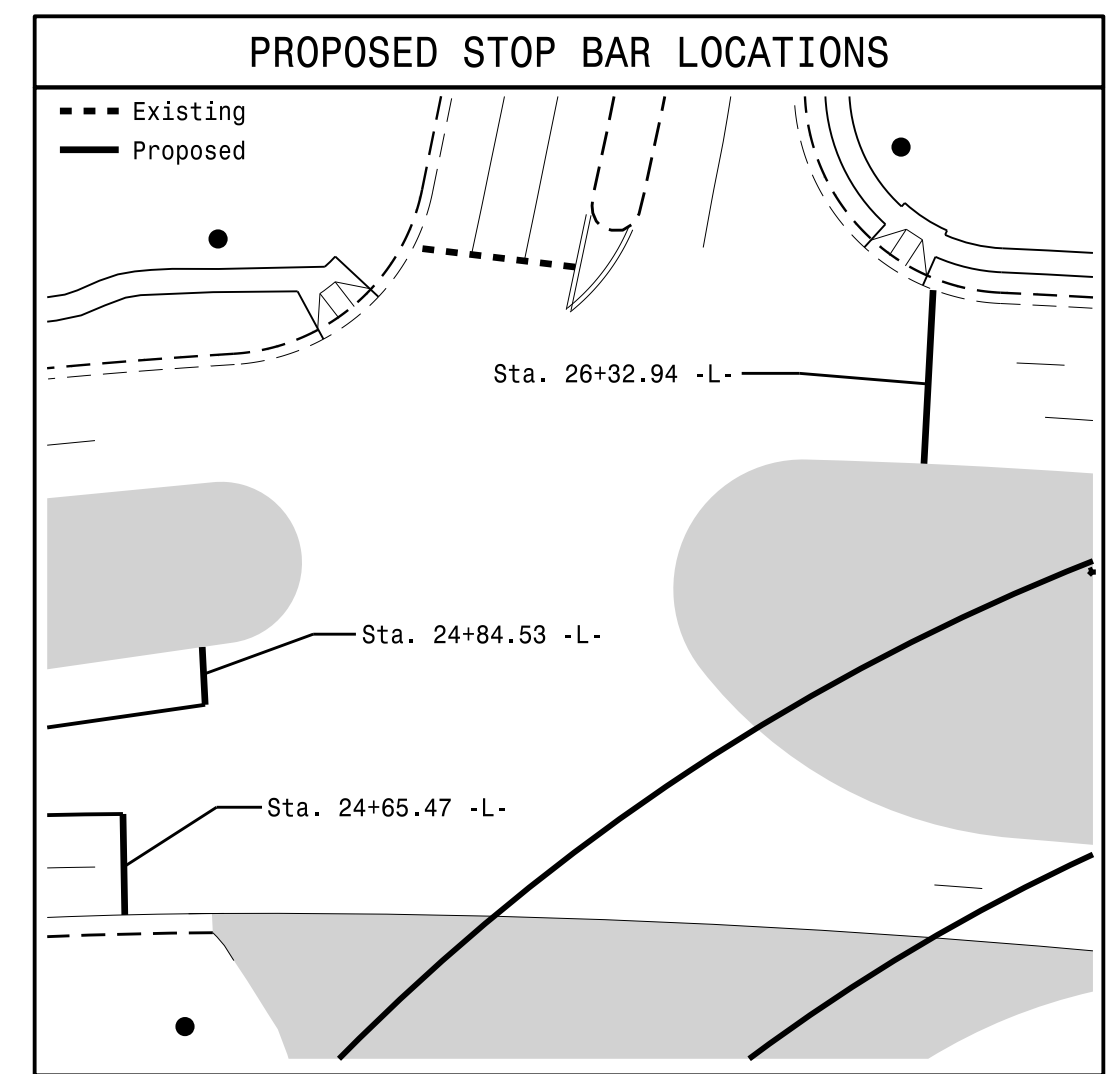 PROPOSED STOP BAR LOCATIONS
Existing
Proposed
Sta. 26+32.94 -L-
Sta. 24+84.53 -L-
Sta. 24+65.47 -L-